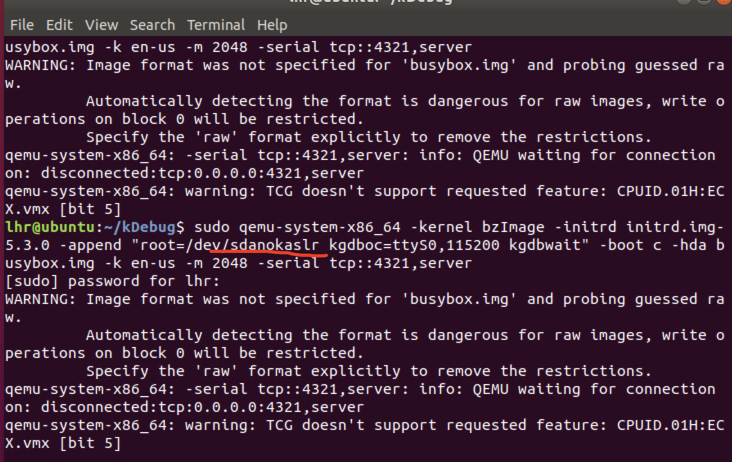 File Edit View Search Terminal Help
usybox.img -k en-us -m 2048 -serial tcp::4321,server
WARNING: Image format was not specified for 'busybox.img' and probing guessed ra
w.
         Automatically detecting the format is dangerous for raw images, write o
perations on block 0 will be restricted.
         Specify the 'raw' format explicitly to remove the restrictions.
qemu-system-x86_64: -serial tcp::4321,server: info: QEMU waiting for connection
on: disconnected:tcp:0.0.0.0:4321,server
qemu-system-x86_64: warning: TCG doesn't support requested feature: CPUID.01H:EC
X.vmx [bit 5]
lhr@ubuntu:~/kDebug$ sudo qemu-system-x86_64 -kernel bzImage -initrd initrd.img-
5.3.0 -append "root=/dev/sdanokaslr kgdboc=ttyS0,115200 kgdbwait" -boot c -hda b
usybox.img -k en-us -m 2048 -serial tcp::4321,server
[sudo] password for lhr:
WARNING: Image format was not specified for 'busybox.img' and probing guessed ra
w.
         Automatically detecting the format is dangerous for raw images, write o
perations on block 0 will be restricted.
         Specify the 'raw' format explicitly to remove the restrictions.
qemu-system-x86_64: -serial tcp::4321,server: info: QEMU waiting for connection
on: disconnected:tcp:0.0.0.0:4321,server
qemu-system-x86_64: warning: TCG doesn't support requested feature: CPUID.01H:EC
X.vmx [bit 5]